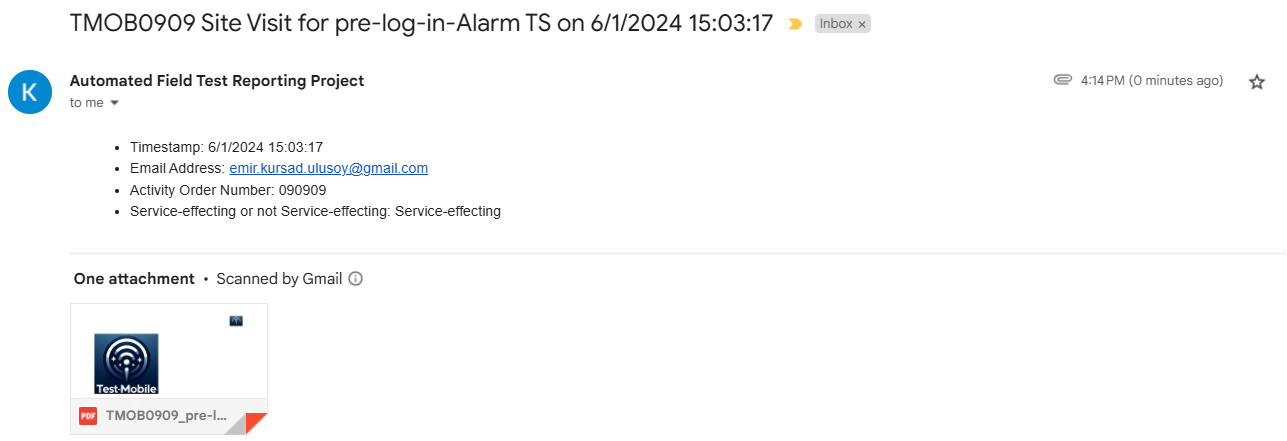 TMOB0909 Site Visit for pre-log-in-Alarm TS on 6/1/2024 15:03:17 Inbox ×
K
Automated Field Test Reporting Project 4:14 PM (0 minutes ago)
to me
• Timestamp: 6/1/2024 15:03:17
• Email Address: emir.kursad.ulusoy@gmail.com
• Activity Order Number: 090909
• Service-effecting or not Service-effecting: Service-effecting
One attachment • Scanned by Gmail
Test-Mobile
PDF TMOB0909_pre-l...